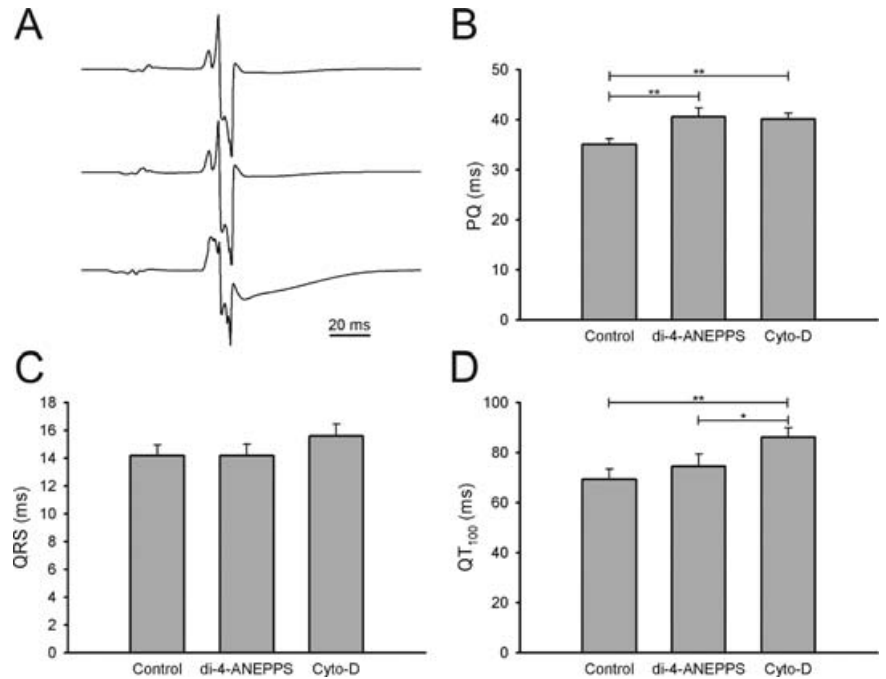 A
20 ms
B
PQ (ms)
50
40
30
20
10
0
**
**
Control di-4-ANEPPS Cyto-D
C
QRS (ms)
18
16
14
12
10
8
6
4
2
0
Control di-4-ANEPPS Cyto-D
D
QT100 (ms)
100
80
60
40
20
0
**
*
Control di-4-ANEPPS Cyto-D